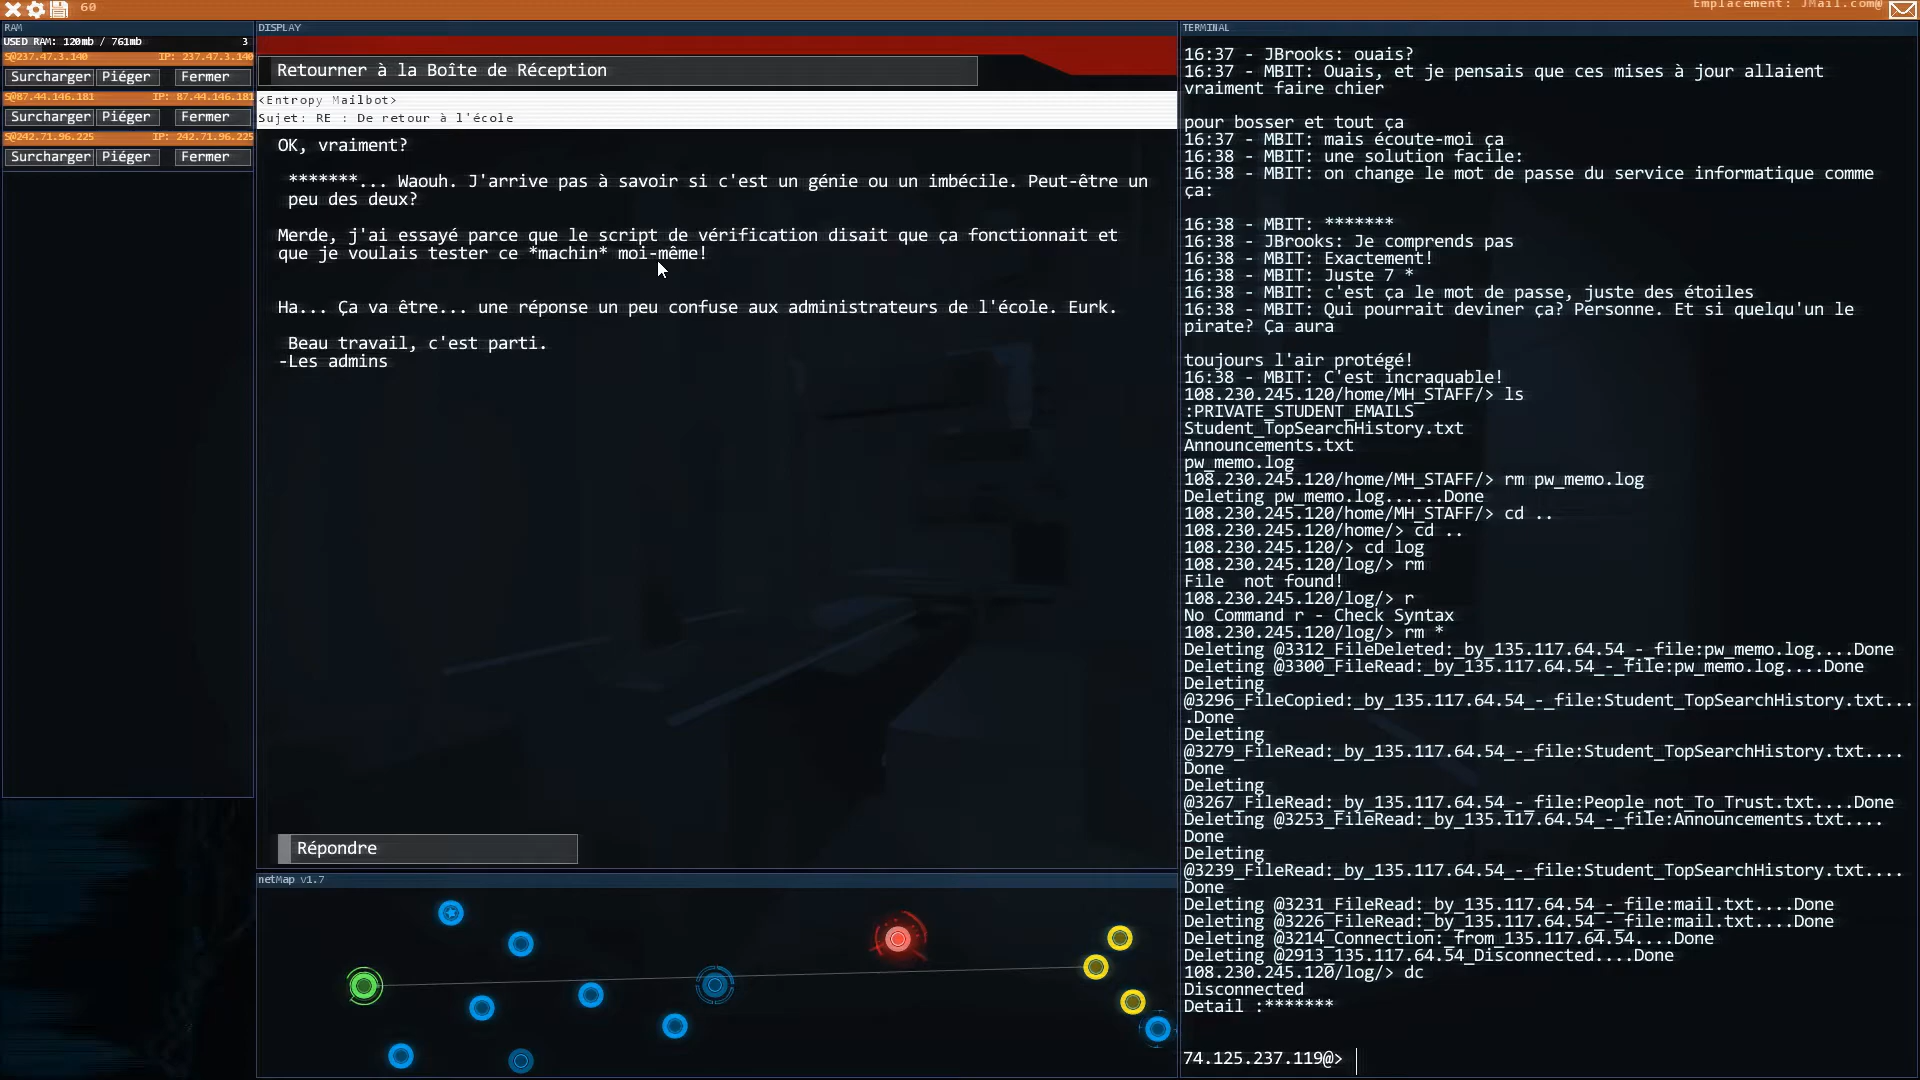 60
Emplacement: JMail.com@
RAM
USED RAM: 120mb / 761mb 3
S@237.47.3.140 IP: 237.47.3.140
Surcharger Piéger Fermer
S@87.44.146.181 IP: 87.44.146.181
Surcharger Piéger Fermer
S@242.71.96.225 IP: 242.71.96.225
Surcharger Piéger Fermer
DISPLAY
Retourner à la Boîte de Réception
<Entropy Mailbot>
Sujet: RE : De retour à l'école
OK, vraiment?
*******... Waouh. J'arrive pas à savoir si c'est un génie ou un imbécile. Peut-être un
peu des deux?
Merde, j'ai essayé parce que le script de vérification disait que ça fonctionnait et
que je voulais tester ce *machin* moi-même!
Ha... Ça va être... une réponse un peu confuse aux administrateurs de l'école. Eurk.
Beau travail, c'est parti.
-Les admins
Répondre
netMap v1.7
TERMINAL
16:37 - JBrooks: ouais?
16:37 - MBIT: Ouais, et je pensais que ces mises à jour allaient
vraiment faire chier
pour bosser et tout ça
16:37 - MBIT: mais écoute-moi ça
16:38 - MBIT: une solution facile:
16:38 - MBIT: on change le mot de passe du service informatique comme
ça:
16:38 - MBIT: *******
16:38 - JBrooks: Je comprends pas
16:38 - MBIT: Exactement!
16:38 - MBIT: Juste 7 *
16:38 - MBIT: c'est ça le mot de passe, juste des étoiles
16:38 - MBIT: Qui pourrait deviner ça? Personne. Et si quelqu'un le
pirate? Ça aura
toujours l'air protégé!
16:38 - MBIT: C'est incraquable!
108.230.245.120/home/MH_STAFF/> ls
:PRIVATE_STUDENT_EMAILS
Student_TopSearchHistory.txt
Announcements.txt
pw_memo.log
108.230.245.120/home/MH_STAFF/> rm pw_memo.log
Deleting pw_memo.log......Done
108.230.245.120/home/MH_STAFF/> cd ..
108.230.245.120/home/> cd ..
108.230.245.120/> cd log
108.230.245.120/log/> rm
File  not found!
108.230.245.120/log/> r
No Command r - Check Syntax
108.230.245.120/log/> rm *
Deleting @3312_FileDeleted:_by_135.117.64.54_-_file:pw_memo.log....Done
Deleting @3300_FileRead:_by_135.117.64.54_-_file:pw_memo.log....Done
Deleting
@3296_FileCopied:_by_135.117.64.54_-_file:Student_TopSearchHistory.txt...
.Done
Deleting
@3279_FileRead:_by_135.117.64.54_-_file:Student_TopSearchHistory.txt....
Done
Deleting
@3267_FileRead:_by_135.117.64.54_-_file:People_not_To_Trust.txt....Done
Deleting @3253_FileRead:_by_135.117.64.54_-_file:Announcements.txt....
Done
Deleting
@3239_FileRead:_by_135.117.64.54_-_file:Student_TopSearchHistory.txt....
Done
Deleting @3231_FileRead:_by_135.117.64.54_-_file:mail.txt....Done
Deleting @3226_FileRead:_by_135.117.64.54_-_file:mail.txt....Done
Deleting @3214_Connection:_from_135.117.64.54....Done
Deleting @2913_135.117.64.54_Disconnected....Done
108.230.245.120/log/> dc
Disconnected
Detail :*******
74.125.237.119@>